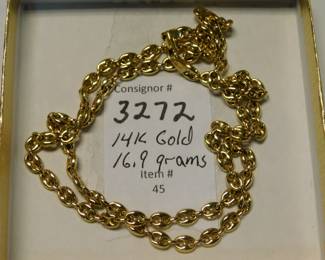 Consignor #
3272
14K Gold
16.9 grams
Item #
45